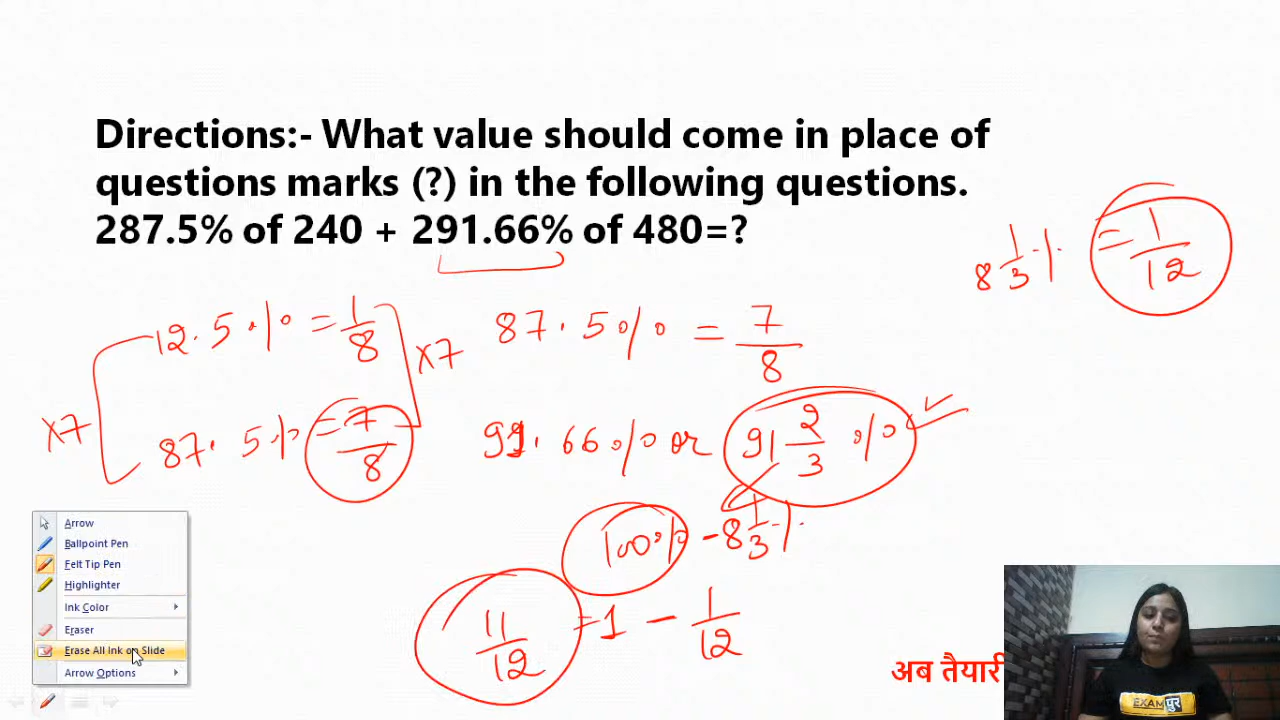 Directions:- What value should come in place of
questions marks (?) in the following questions.
287.5% of 240 + 291.66% of 480=?
8 1/3 % = 1/12
12.5% = 1/8
×7
87.5% = 7/8
×7
87.5% = 7/8
91.66% or 91 2/3 %
100% - 8 1/3 %
11/12 = 1 - 1/12
Arrow
Ballpoint Pen
Felt Tip Pen
Highlighter
Ink Color
Eraser
Erase All Ink on Slide
Arrow Options
अब तैयारी
EXAM पुर